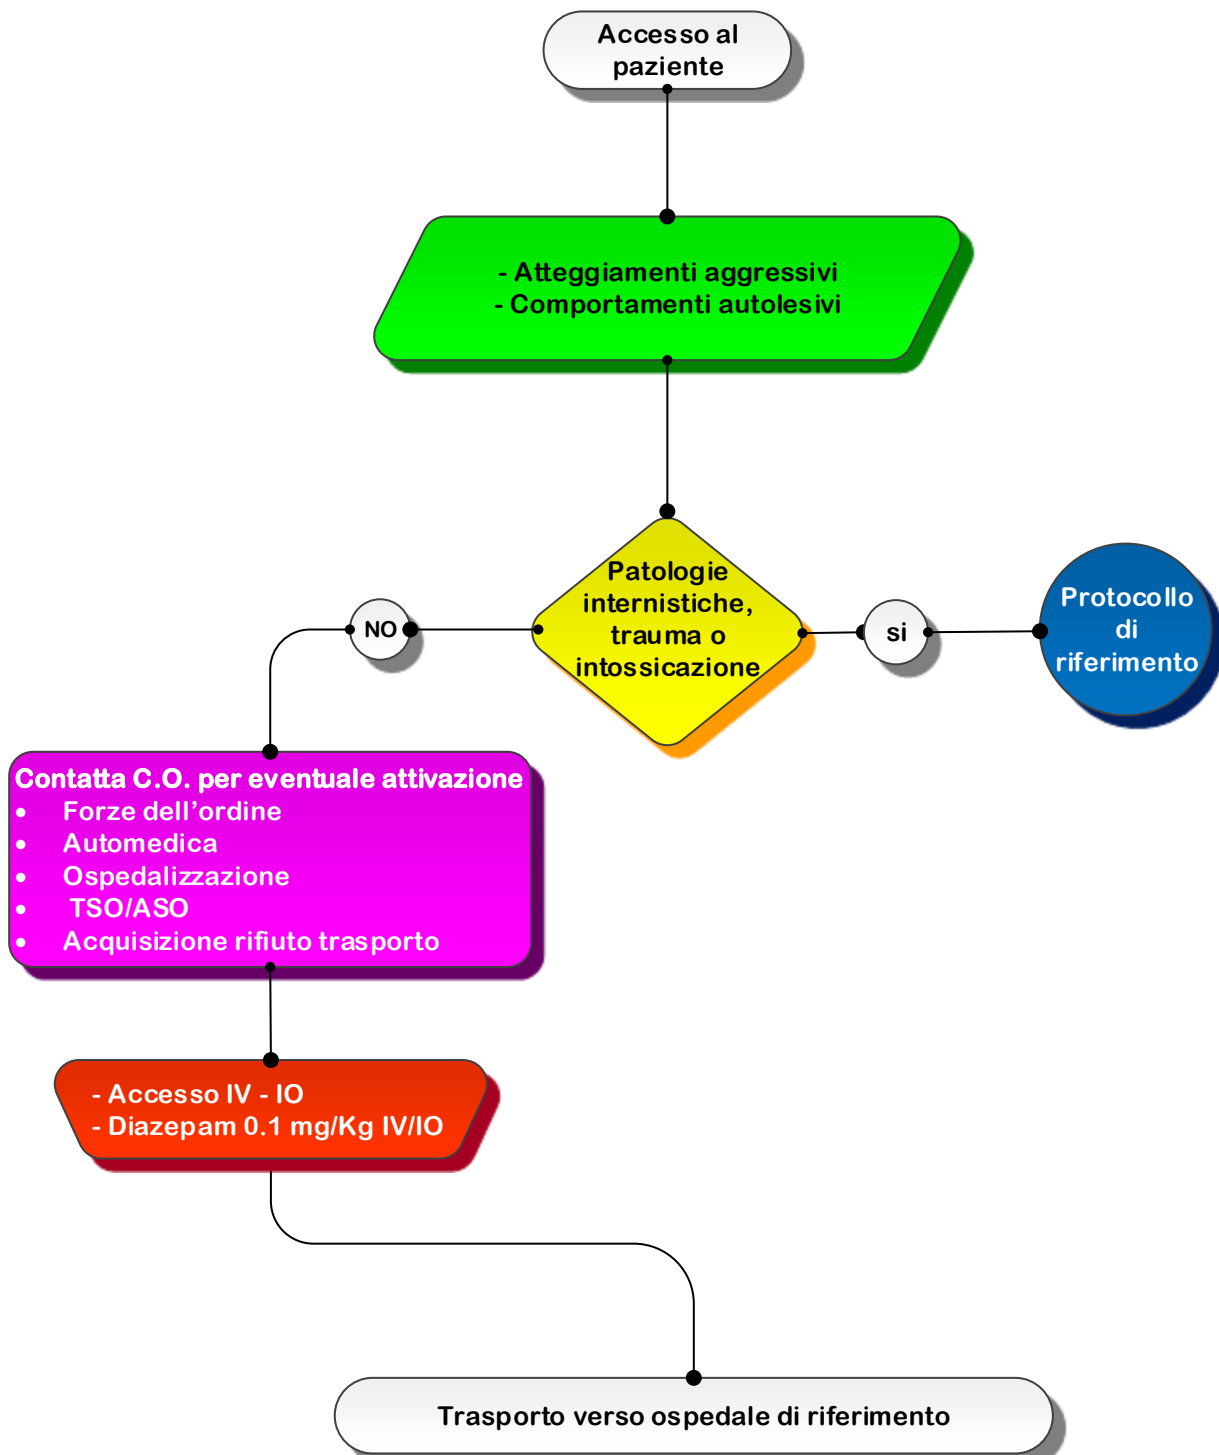 Accesso al
paziente
- Atteggiamenti aggressivi
- Comportamenti autolesivi
Patologie
internistiche,
trauma o
intossicazione
NO
si
Protocollo
di
riferimento
Contatta C.O. per eventuale attivazione
• Forze dell'ordine
• Automedica
• Ospedalizzazione
• TSO/ASO
• Acquisizione rifiuto trasporto
- Accesso IV - IO
- Diazepam 0.1 mg/Kg IV/IO
Trasporto verso ospedale di riferimento